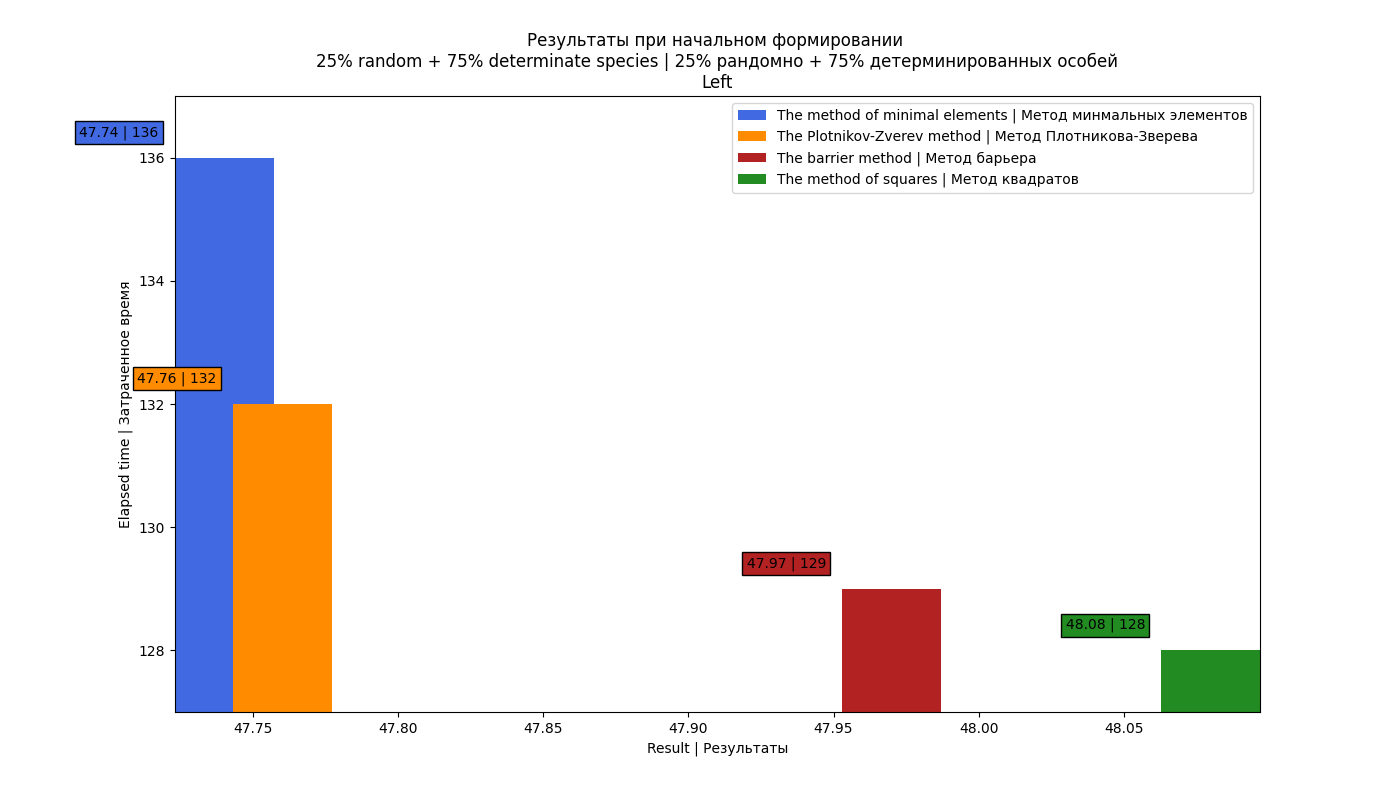 Результаты при начальном формировании
25% random + 75% determinate species | 25% рандомно + 75% детерминированных особей
Left
The method of minimal elements | Метод минмальных элементов
The Plotnikov-Zverev method | Метод Плотникова-Зверева
The barrier method | Метод барьера
The method of squares | Метод квадратов
47.74 | 136
47.76 | 132
47.97 | 129
48.08 | 128
Elapsed time | Затраченное время
136
134
132
130
128
47.75
47.80
47.85
47.90
47.95
48.00
48.05
Result | Результаты